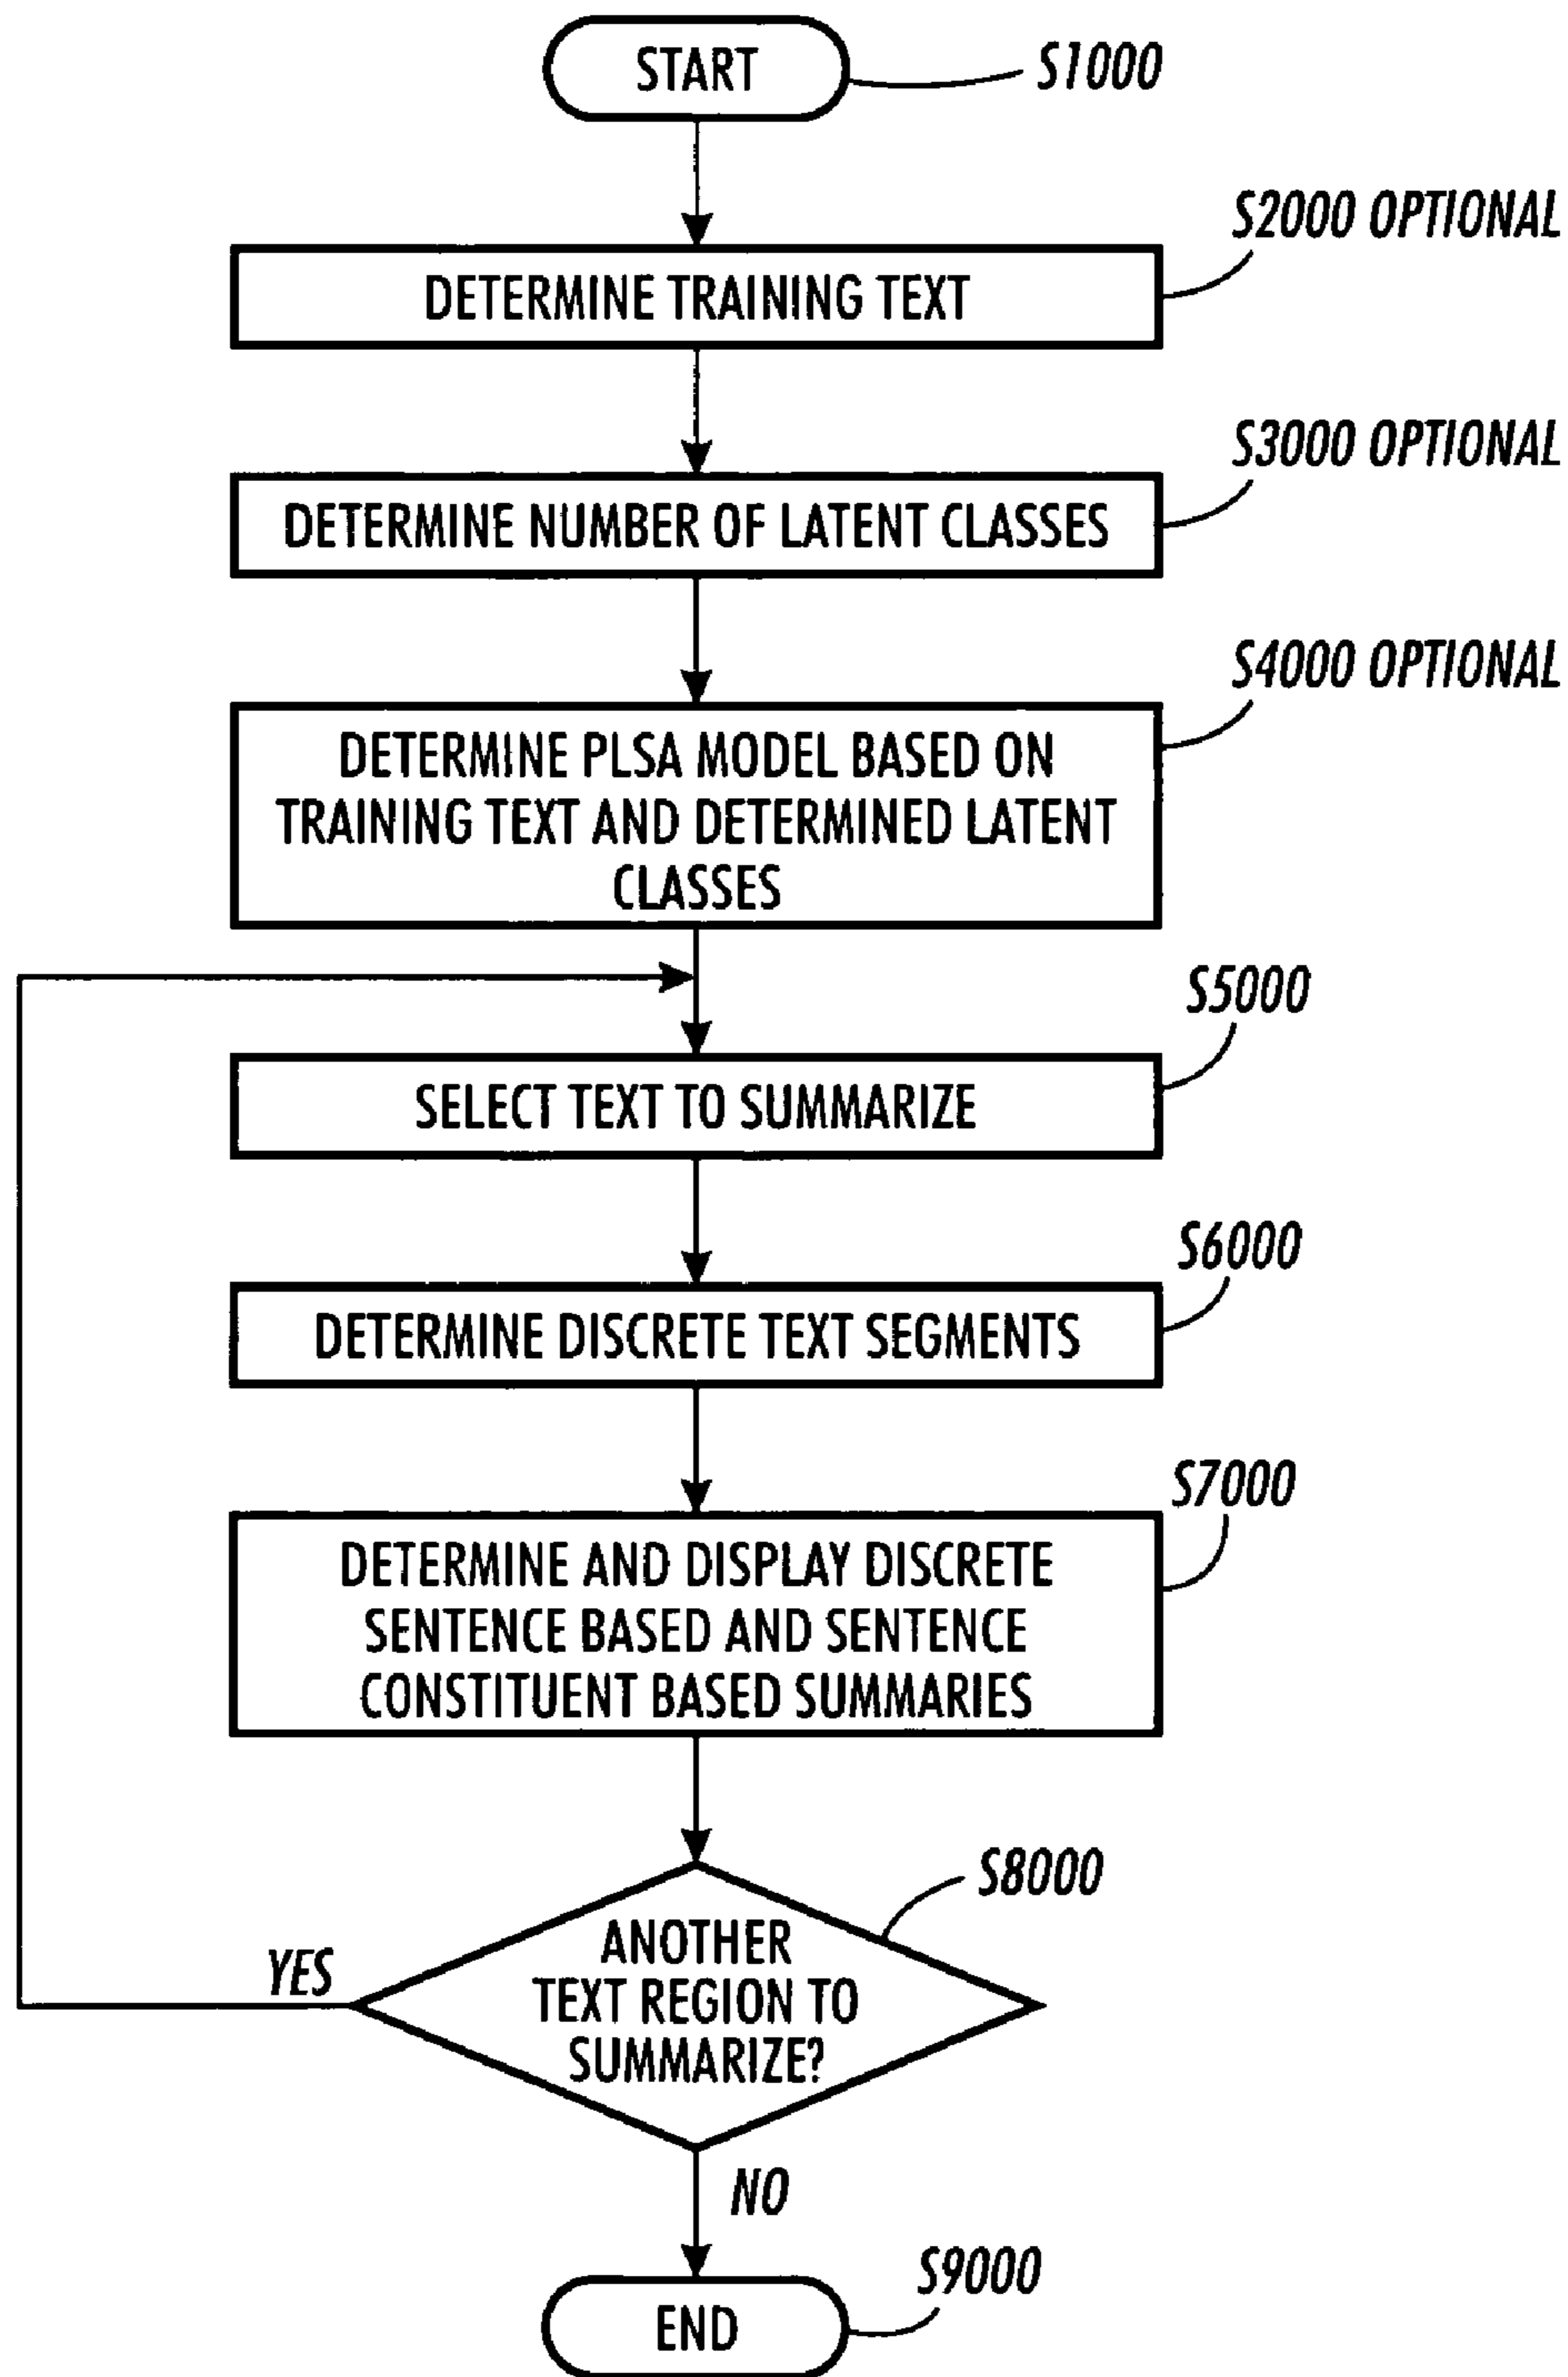 START
S1000
S2000 OPTIONAL
DETERMINE TRAINING TEXT
S3000 OPTIONAL
DETERMINE NUMBER OF LATENT CLASSES
S4000 OPTIONAL
DETERMINE PLSA MODEL BASED ON
TRAINING TEXT AND DETERMINED LATENT
CLASSES
S5000
SELECT TEXT TO SUMMARIZE
S6000
DETERMINE DISCRETE TEXT SEGMENTS
S7000
DETERMINE AND DISPLAY DISCRETE
SENTENCE BASED AND SENTENCE
CONSTITUENT BASED SUMMARIES
S8000
ANOTHER
TEXT REGION TO
SUMMARIZE?
YES
NO
S9000
END